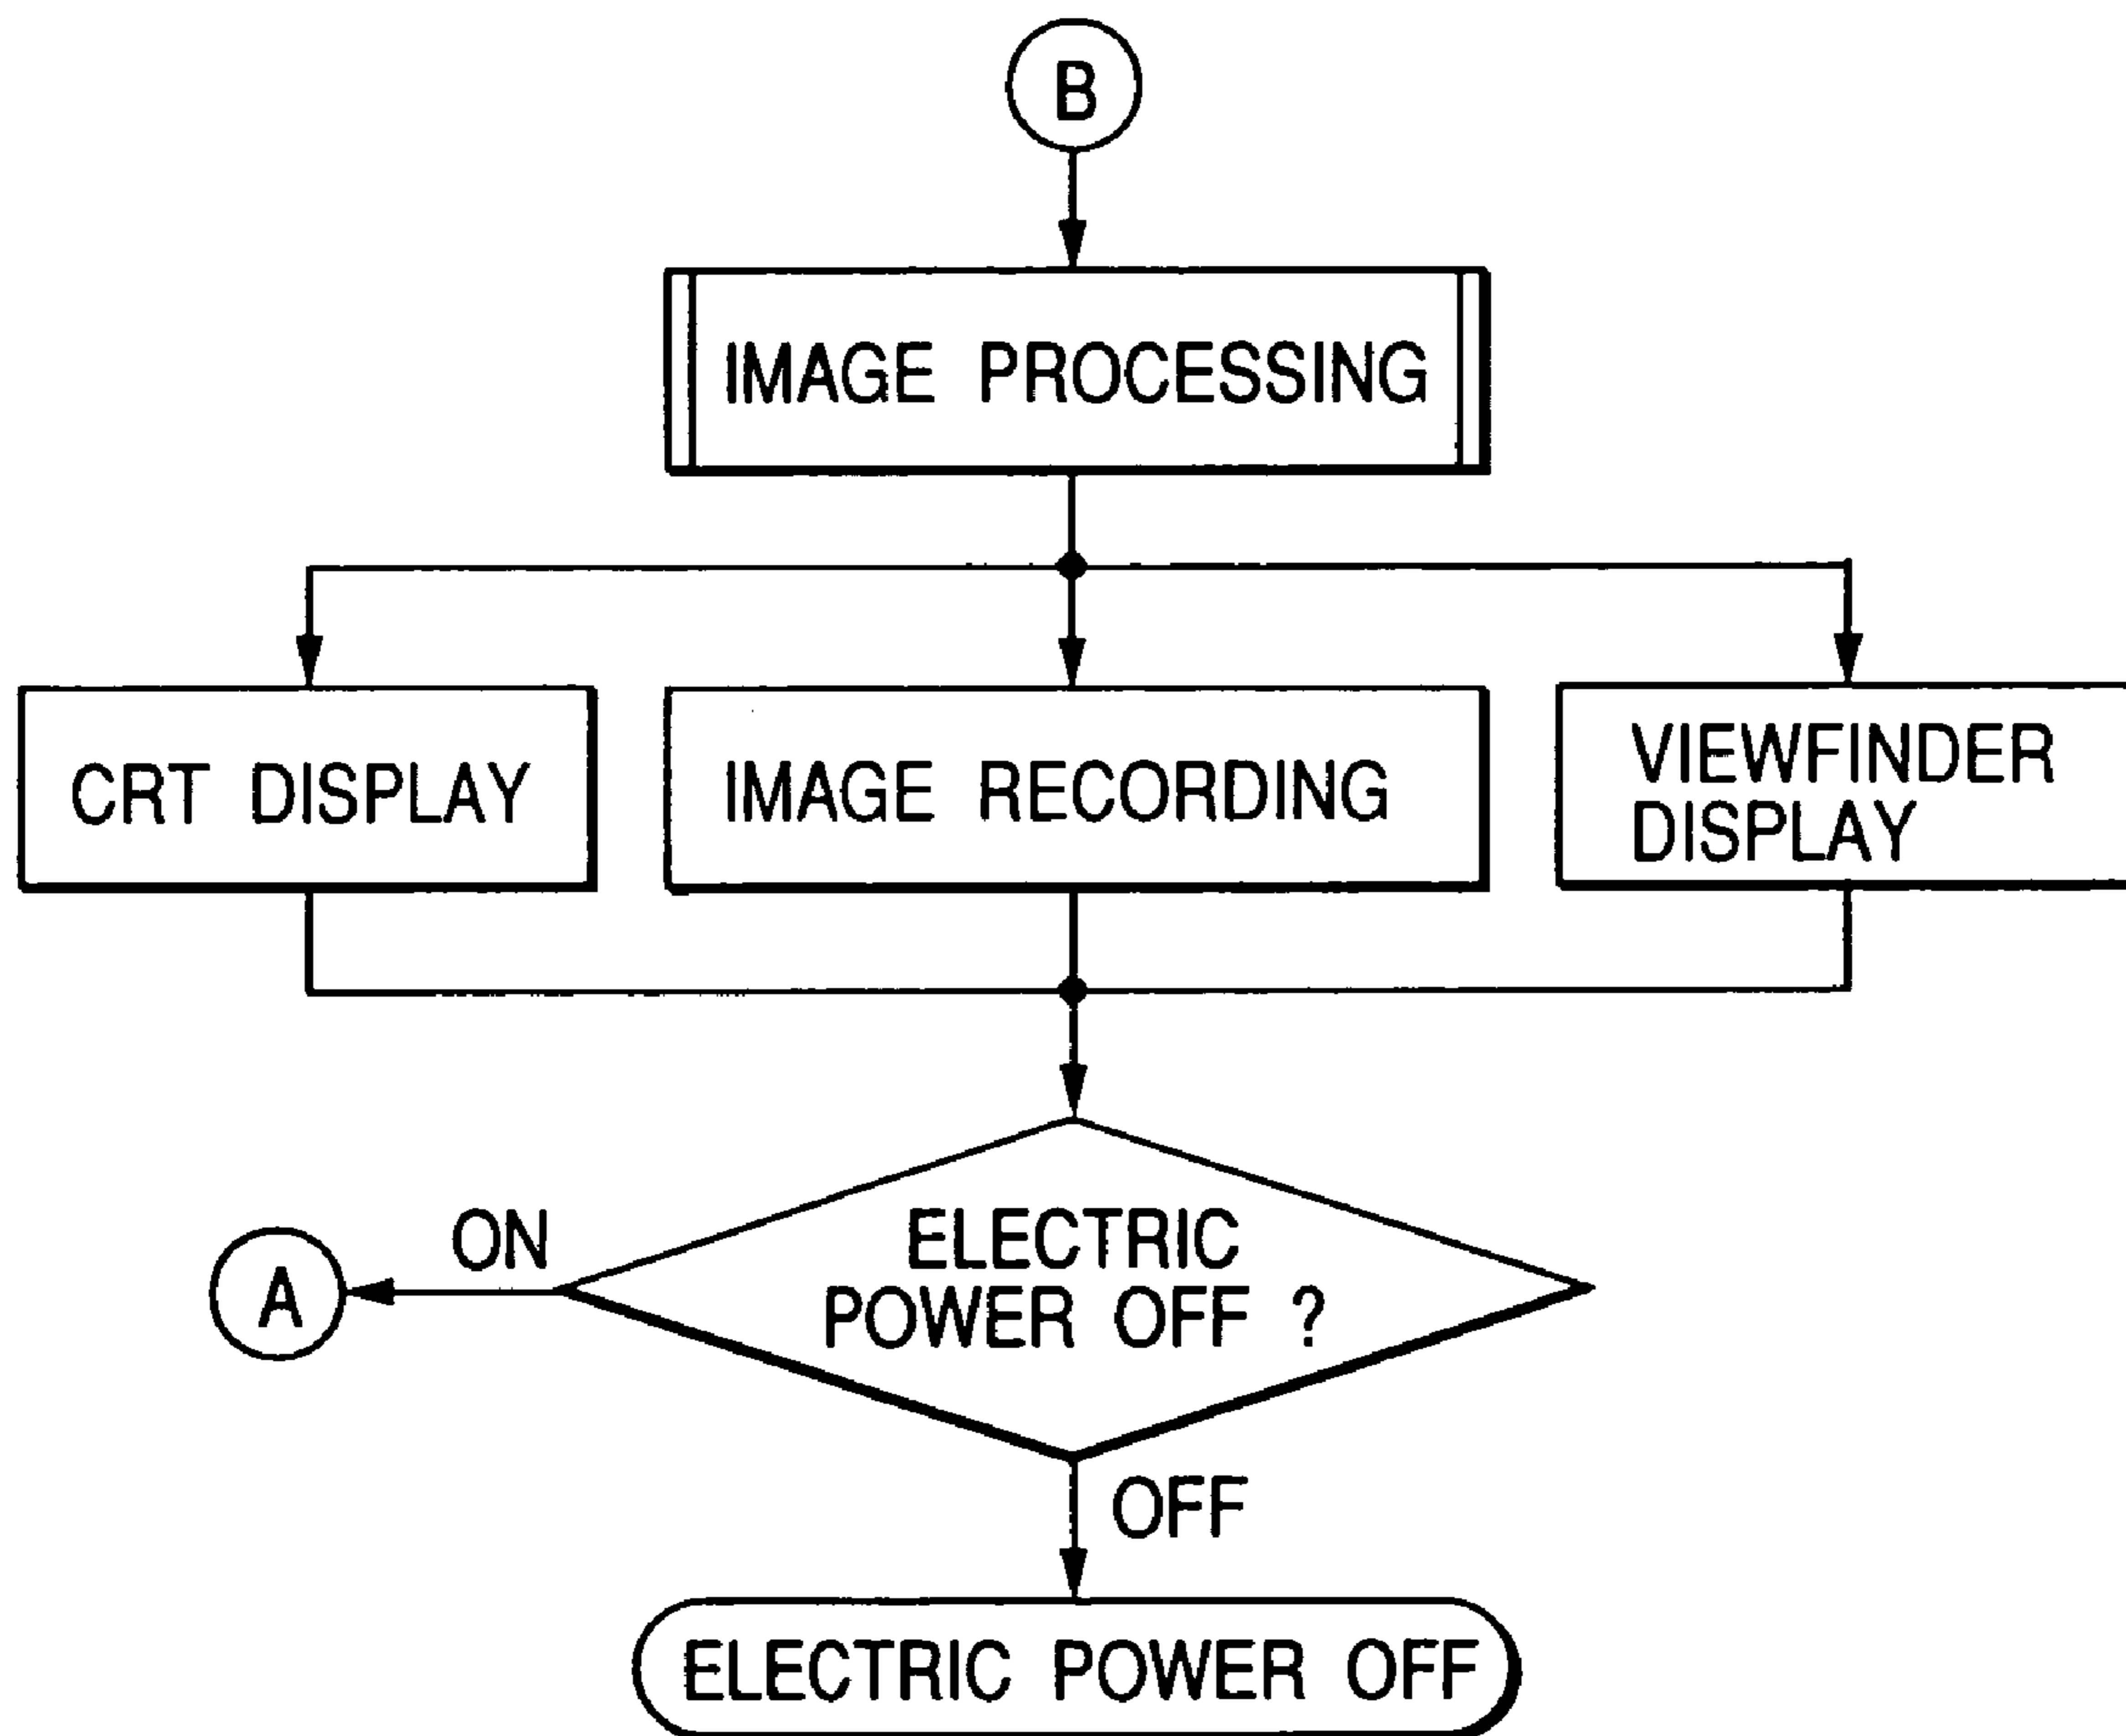 B
IMAGE PROCESSING
CRT DISPLAY
IMAGE RECORDING
VIEWFINDER
DISPLAY
ON
A
ELECTRIC
POWER OFF ?
OFF
ELECTRIC POWER OFF